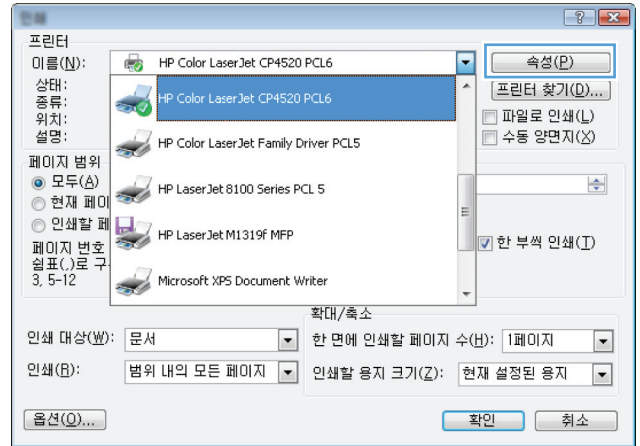 인쇄
프린터
이름(N): HP Color LaserJet CP4520 PCL6 속성(P)
상태: HP Color LaserJet CP4520 PCL6 프린터 찾기(D)...
종류:
위치: 파일로 인쇄(L)
설명: HP Color LaserJet Family Driver PCL5 수동 양면지(X)
페이지 범위
모두(A) HP LaserJet 8100 Series PCL 5
현재 페이
인쇄할 페
HP LaserJet M1319f MFP
페이지 번호 한 부씩 인쇄(T)
쉼표(,)로 구
3, 5-12 Microsoft XPS Document Writer
확대/축소
인쇄 대상(W): 문서 한 면에 인쇄할 페이지 수(H): 1페이지
인쇄(R): 범위 내의 모든 페이지 인쇄할 용지 크기(Z): 현재 설정된 용지
옵션(O)... 확인 취소